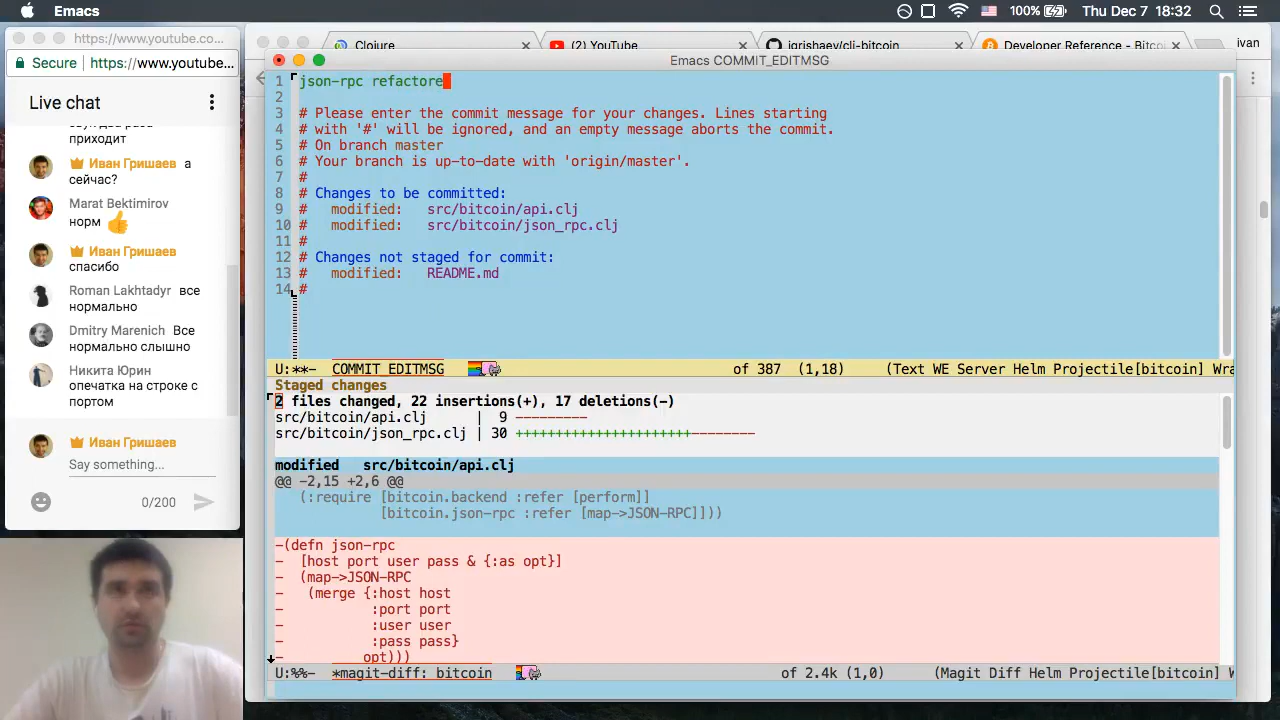 Emacs
100%
Thu Dec 7 18:32
https://www.youtube.co...
Secure
https://www.youtube...
Live chat
приходит
Иван Гришаев а
сейчас?
Marat Bektimirov
норм
Иван Гришаев
спасибо
Roman Lakhtadyr все
нормально
Dmitry Marenich Все
нормально слышно
Никита Юрин
опечатка на строке с
портом
Иван Гришаев
Say something...
0/200
Clojure
(2) YouTube
igrishaev/cli-bitcoin
Developer Reference - Bitcoi
ivan
Emacs COMMIT_EDITMSG
1 json-rpc refactore
2
3 # Please enter the commit message for your changes. Lines starting
4 # with '#' will be ignored, and an empty message aborts the commit.
5 # On branch master
6 # Your branch is up-to-date with 'origin/master'.
7 #
8 # Changes to be committed:
9 # modified: src/bitcoin/api.clj
10 # modified: src/bitcoin/json_rpc.clj
11 #
12 # Changes not staged for commit:
13 # modified: README.md
14 #
U:**- COMMIT_EDITMSG of 387 (1,18) (Text WE Server Helm Projectile[bitcoin] Wra
Staged changes
2 files changed, 22 insertions(+), 17 deletions(-)
src/bitcoin/api.clj | 9 ---------
src/bitcoin/json_rpc.clj | 30 ++++++++++++++++++++++--------
modified src/bitcoin/api.clj
@@ -2,15 +2,6 @@
(:require [bitcoin.backend :refer [perform]]
[bitcoin.json-rpc :refer [map->JSON-RPC]]))
-(defn json-rpc
- [host port user pass & {:as opt}]
- (map->JSON-RPC
- (merge {:host host
- :port port
- :user user
- :pass pass}
- opt)))
U:%%- *magit-diff: bitcoin of 2.4k (1,0) (Magit Diff Helm Projectile[bitcoin] W